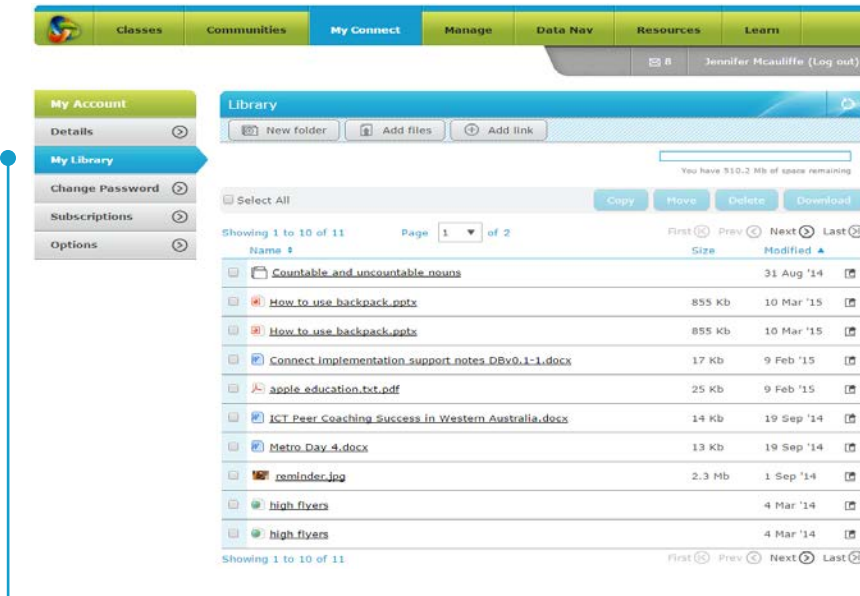 Classes Communities My Connect Manage Data Nav Resources Learn
8 Jennifer Mcauliffe (Log out)
My Account
Details
My Library
Change Password
Subscriptions
Options
Library
New folder Add files Add link
You have 510.2 Mb of space remaining
Select All Copy Move Delete Download
Showing 1 to 10 of 11 Page 1 of 2 First Prev Next Last
Name Size Modified
Countable and uncountable nouns 31 Aug '14
How to use backpack.pptx 855 Kb 10 Mar '15
How to use backpack.pptx 855 Kb 10 Mar '15
Connect implementation support notes DBv0.1-1.docx 17 Kb 9 Feb '15
apple education.txt.pdf 25 Kb 9 Feb '15
ICT Peer Coaching Success in Western Australia.docx 14 Kb 19 Sep '14
Metro Day 4.docx 13 Kb 19 Sep '14
reminder.jpg 2.3 Mb 1 Sep '14
high flyers 4 Mar '14
high flyers 4 Mar '14
Showing 1 to 10 of 11 First Prev Next Last